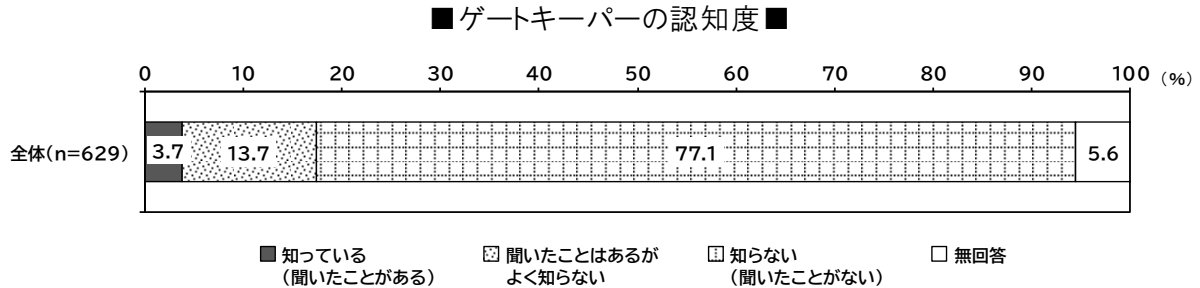 ■ゲートキーパーの認知度■
0 10 20 30 40 50 60 70 80 90 100 (%)
全体(n=629) 3.7 13.7 77.1 5.6
知っている
(聞いたことがある)
聞いたことはあるが
よく知らない
知らない
(聞いたことがない)
無回答